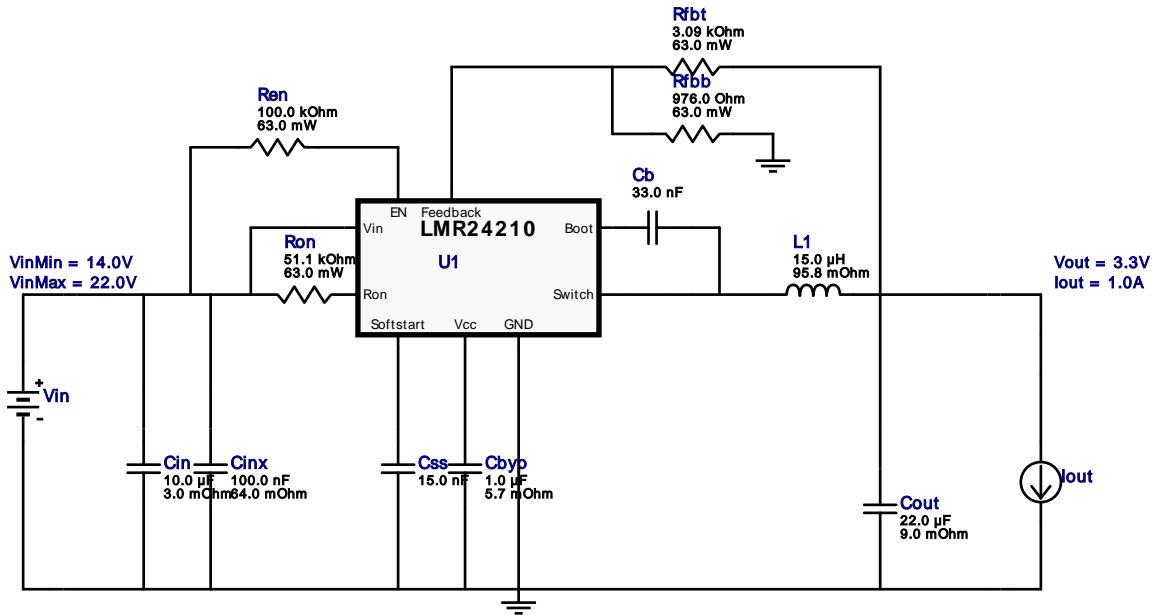 Rfbt
3.09 kOhm
63.0 mW
Rfbb
976.0 Ohm
63.0 mW
Ren
100.0 kOhm
63.0 mW
Cb
33.0 nF
EN
Feedback
Vin
LMR24210
Boot
U1
Ron
51.1 kOhm
63.0 mW
Ron
Switch
Softstart
Vcc
GND
L1
15.0 µH
95.8 mOhm
VinMin = 14.0V
VinMax = 22.0V
Vout = 3.3V
Iout = 1.0A
+
Vin
-
Cin
10.0 µF
3.0 mOhm
Cinx
100.0 nF
64.0 mOhm
Css
15.0 nF
Cbyp
1.0 µF
5.7 mOhm
Cout
22.0 µF
9.0 mOhm
Iout